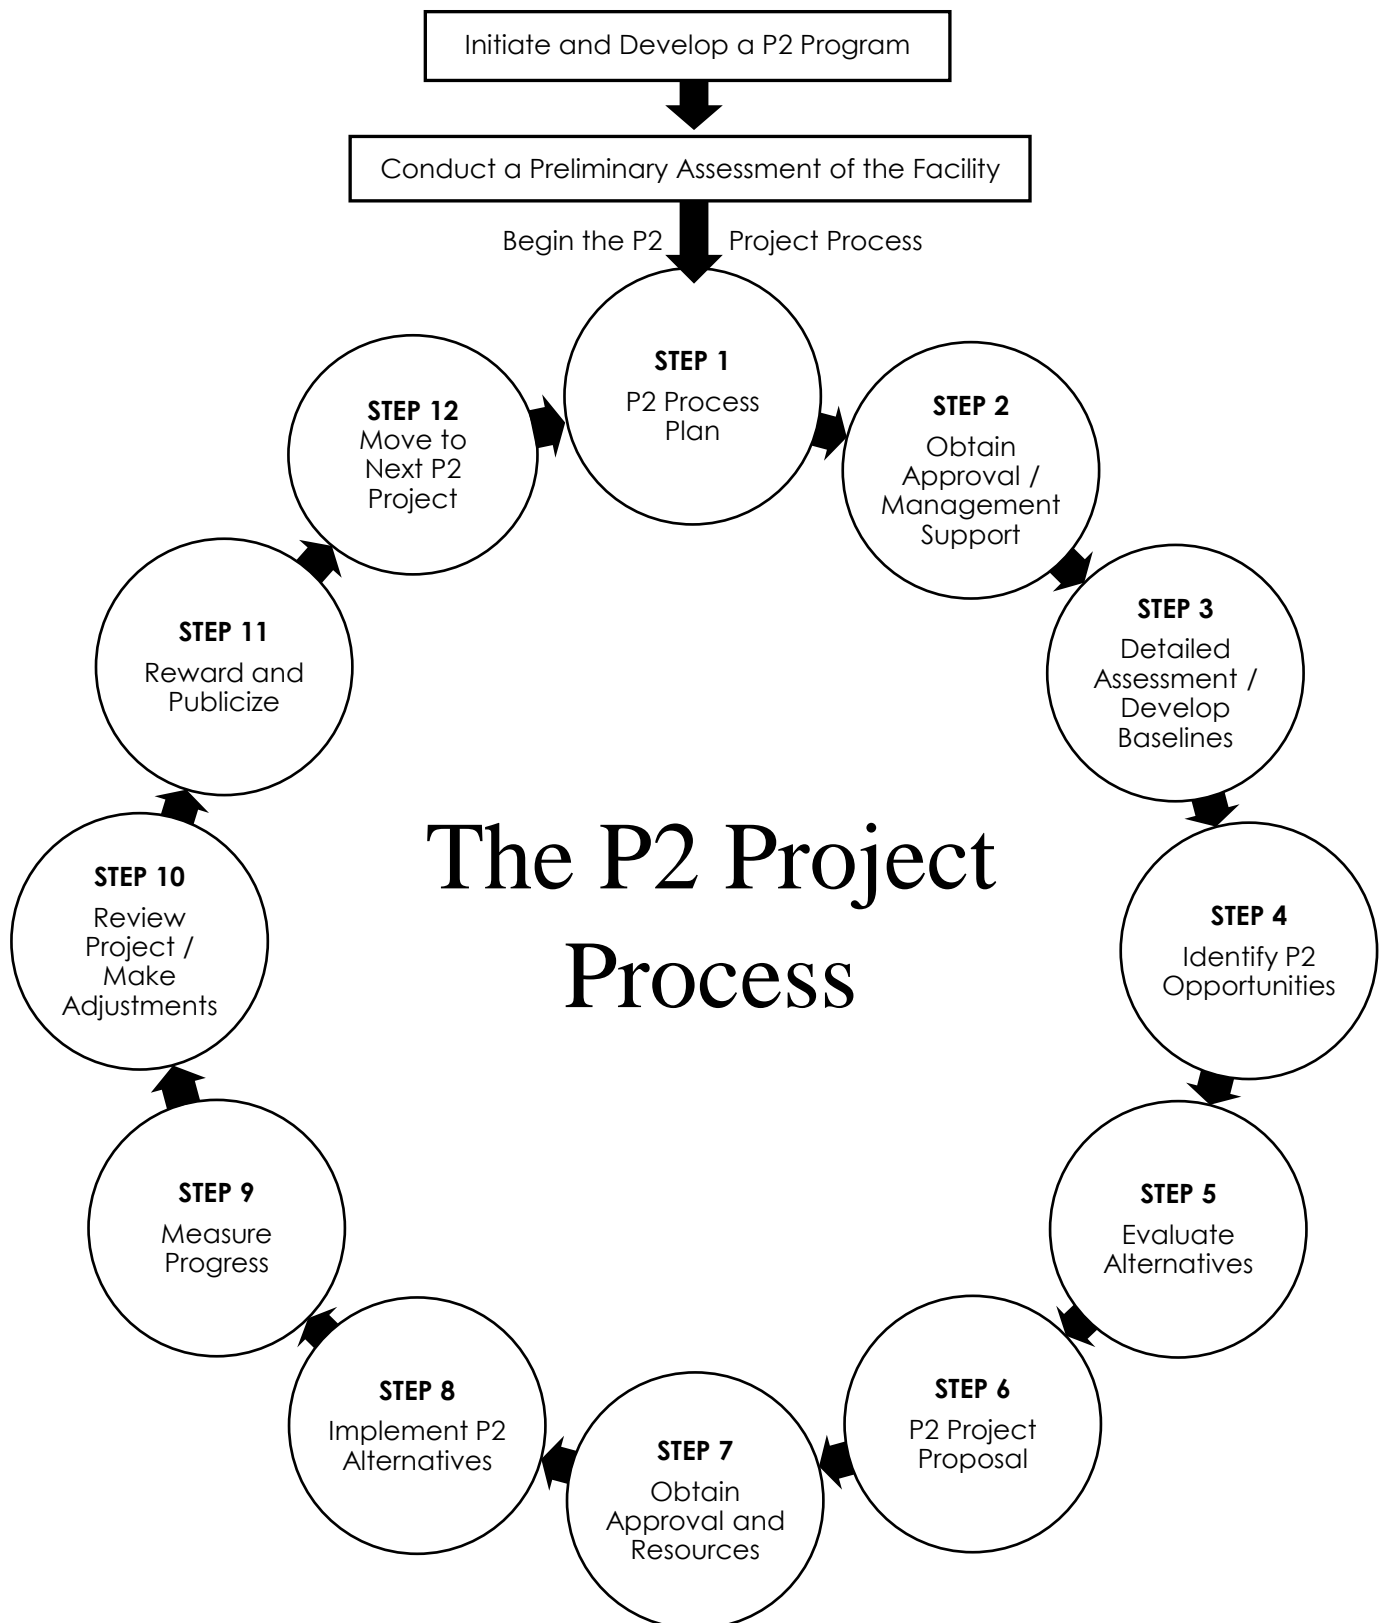 Initiate and Develop a P2 Program
Conduct a Preliminary Assessment of the Facility
Begin the P2 Project Process
STEP 1
P2 Process
Plan
STEP 2
Obtain
Approval /
Management
Support
STEP 3
Detailed
Assessment /
Develop
Baselines
STEP 4
Identify P2
Opportunities
STEP 5
Evaluate
Alternatives
STEP 6
P2 Project
Proposal
STEP 7
Obtain
Approval and
Resources
STEP 8
Implement P2
Alternatives
STEP 9
Measure
Progress
STEP 10
Review
Project /
Make
Adjustments
STEP 11
Reward and
Publicize
STEP 12
Move to
Next P2
Project
The P2 Project
Process